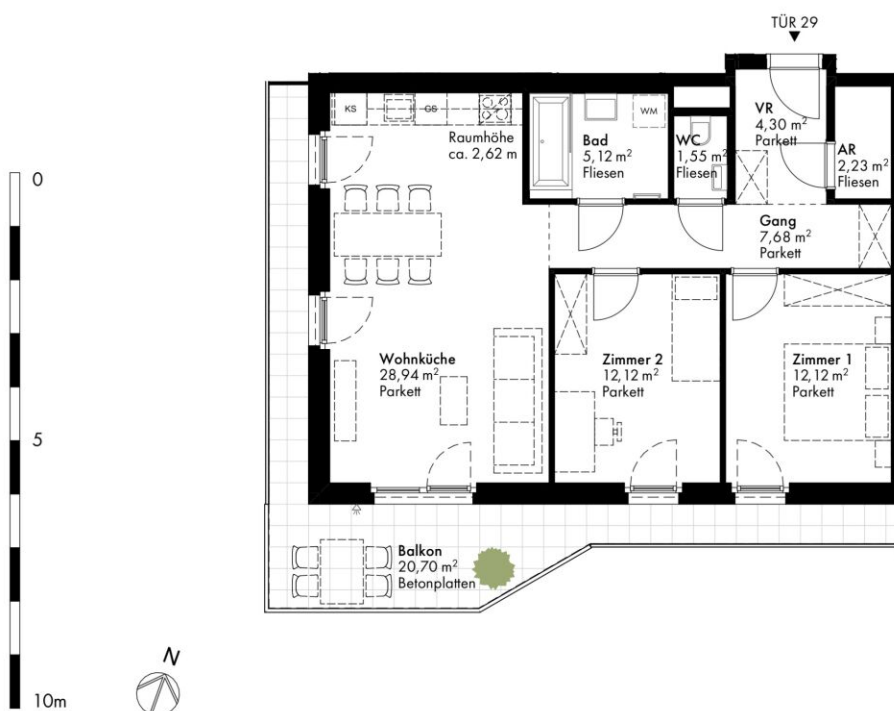 TÜR 29
KS
GS
Raumhöhe
ca. 2,62 m
Bad
5,12 m²
Fliesen
WM
WC
1,55 m²
Fliesen
VR
4,30 m²
Parkett
AR
2,23 m²
Fliesen
Gang
7,68 m²
Parkett
Wohnküche
28,94 m²
Parkett
Zimmer 2
12,12 m²
Parkett
Zimmer 1
12,12 m²
Parkett
Balkon
20,70 m²
Betonplatten
0
5
10m
N